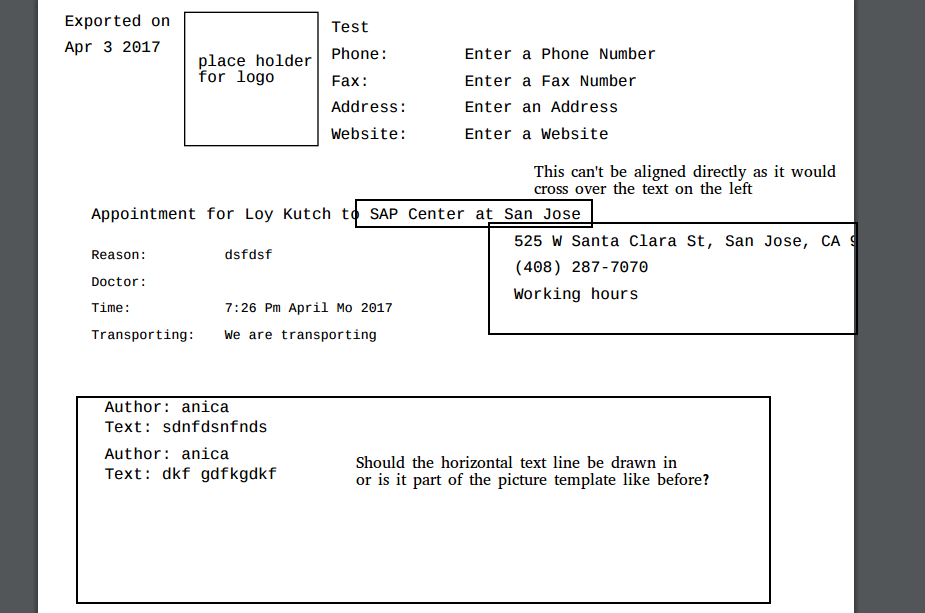 Exported on
Apr 3 2017
place holder
for logo
Test
Phone: Enter a Phone Number
Fax: Enter a Fax Number
Address: Enter an Address
Website: Enter a Website
This can't be aligned directly as it would
cross over the text on the left
Appointment for Loy Kutch to SAP Center at San Jose
525 W Santa Clara St, San Jose, CA 9
(408) 287-7070
Working hours
Reason: dsfdsf
Doctor:
Time: 7:26 Pm April Mo 2017
Transporting: We are transporting
Author: anica
Text: sdnfdsnfnds
Author: anica
Text: dkf gdfkgdkf
Should the horizontal text line be drawn in
or is it part of the picture template like before?